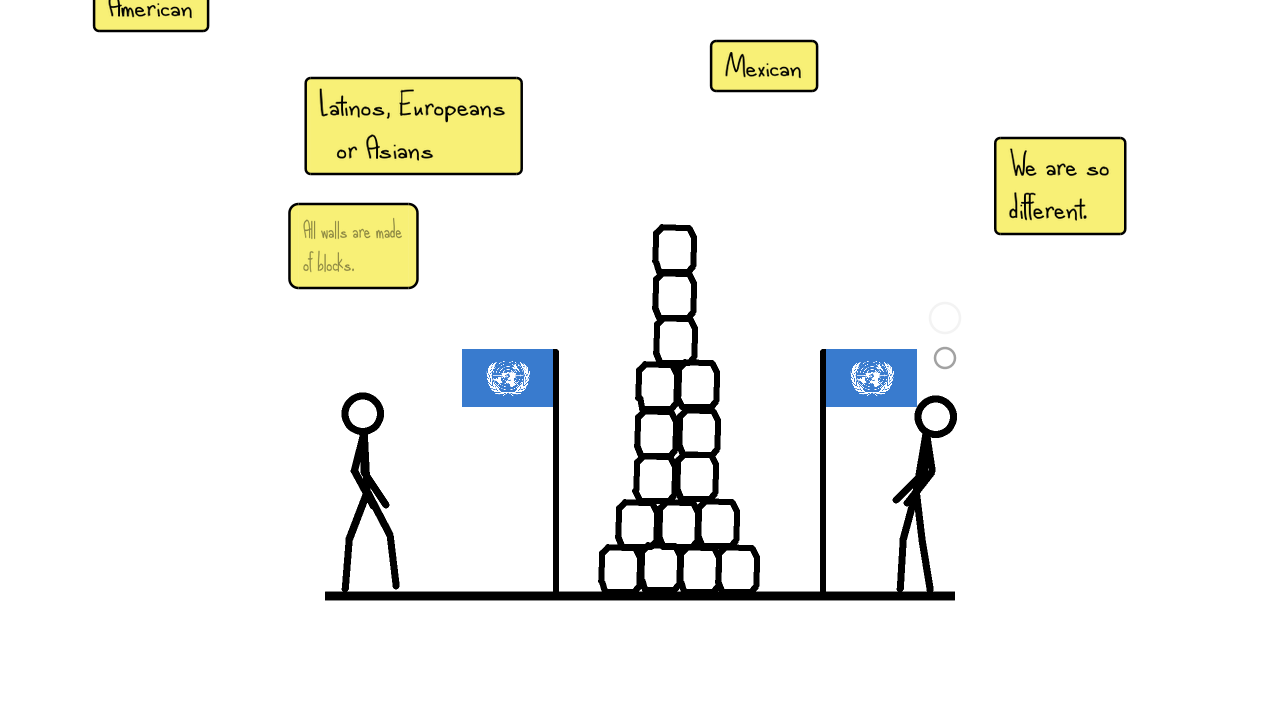 American
Mexican
Latinos, Europeans
or Asians
We are so
different.
All walls are made
of blocks.